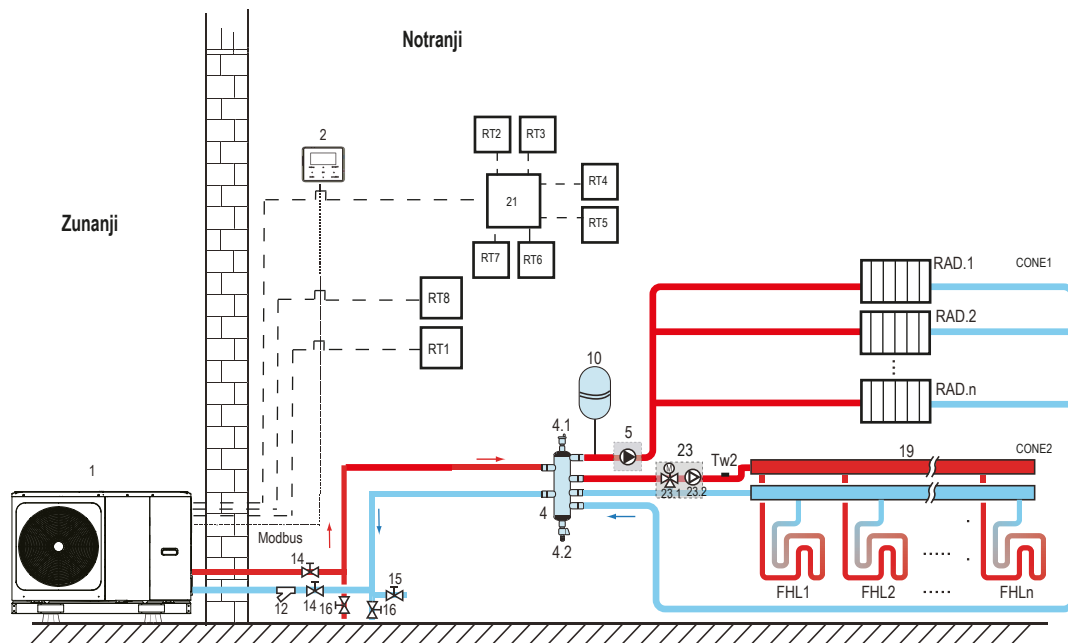 Notranji
Zunanji
2
RT2
RT3
21
RT4
RT5
RT7
RT6
RT8
RT1
RAD.1
CONE1
RAD.2
RAD.n
10
4.1
5
23
Tw2
19
CONE2
M
23.1
23.2
4
4.2
1
Modbus
14
12
14
16
16
15
FHL1
FHL2
FHLn